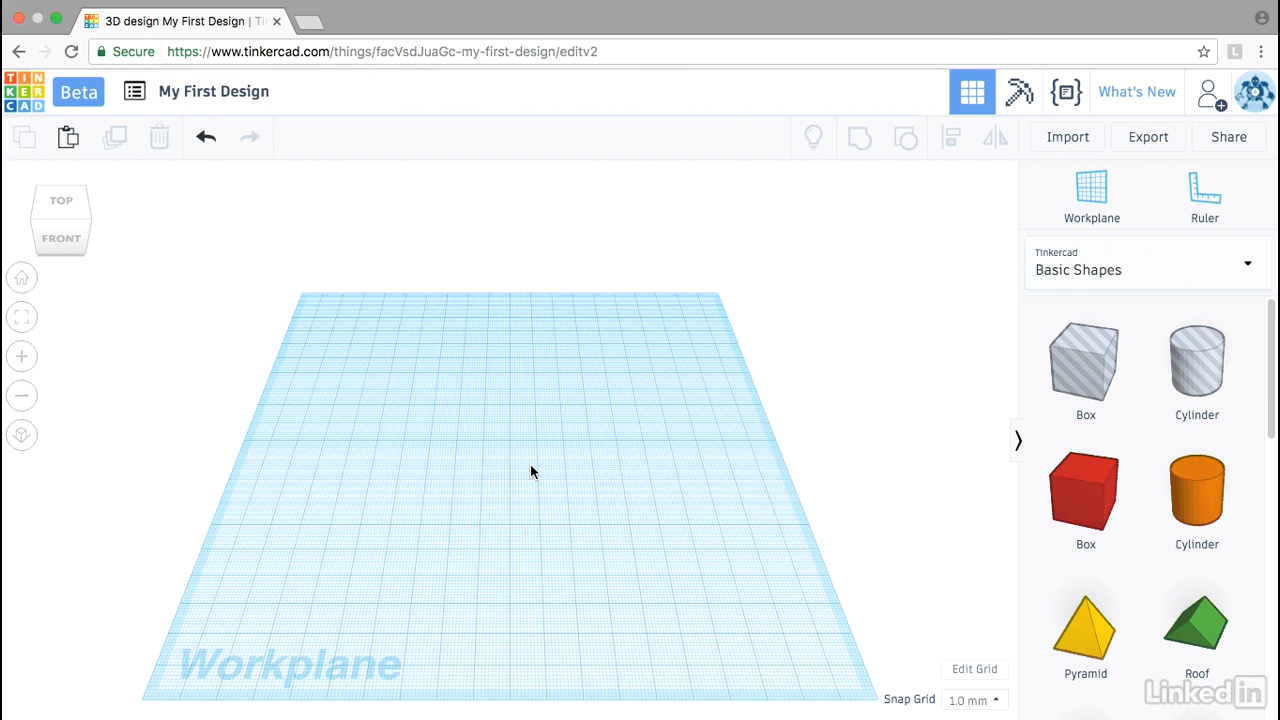 3D design My First Design | Ti
Secure https://www.tinkercad.com/things/facVsdJuaGc-my-first-design/editv2
L
TIN
KER
CAD
Beta
My First Design
What's New
Import
Export
Share
TOP
FRONT
Workplane
Ruler
Tinkercad
Basic Shapes
Box
Cylinder
Box
Cylinder
Pyramid
Roof
Workplane
Edit Grid
Snap Grid
1.0 mm
Linked in